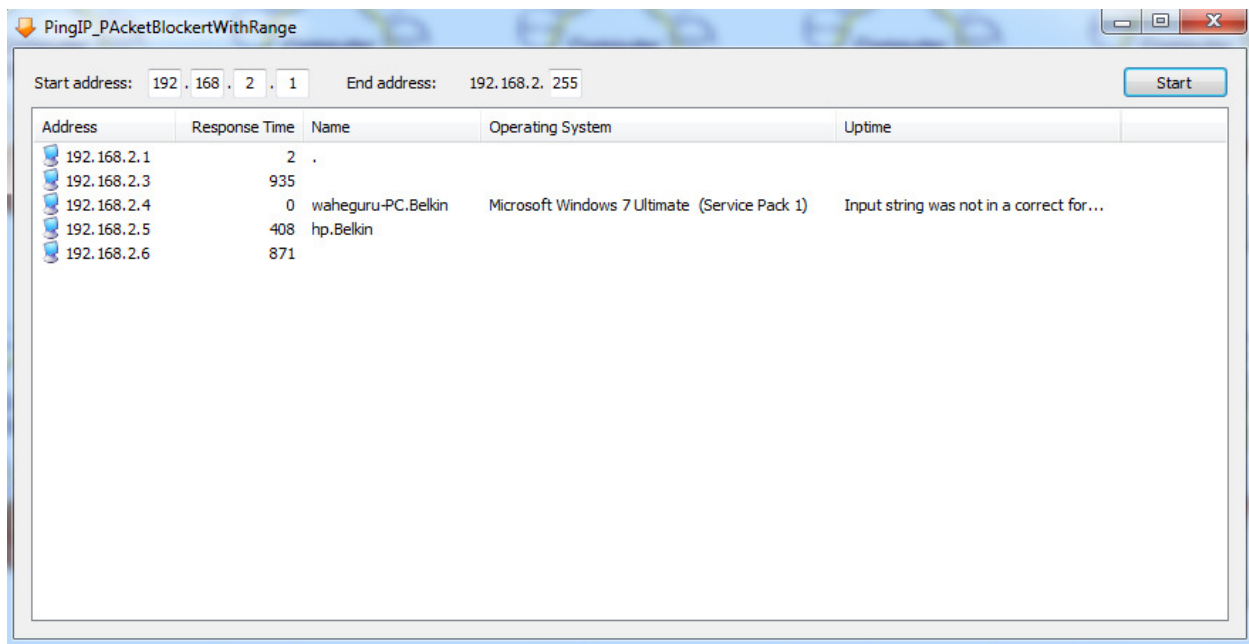 PingIP_PAcketBlockertWithRange
Start address: 192 . 168 . 2 . 1 End address: 192.168.2. 255 Start
Address Response Time Name Operating System Uptime
192.168.2.1 2 .
192.168.2.3 935
192.168.2.4 0 waheguru-PC.Belkin Microsoft Windows 7 Ultimate (Service Pack 1) Input string was not in a correct for...
192.168.2.5 408 hp.Belkin
192.168.2.6 871